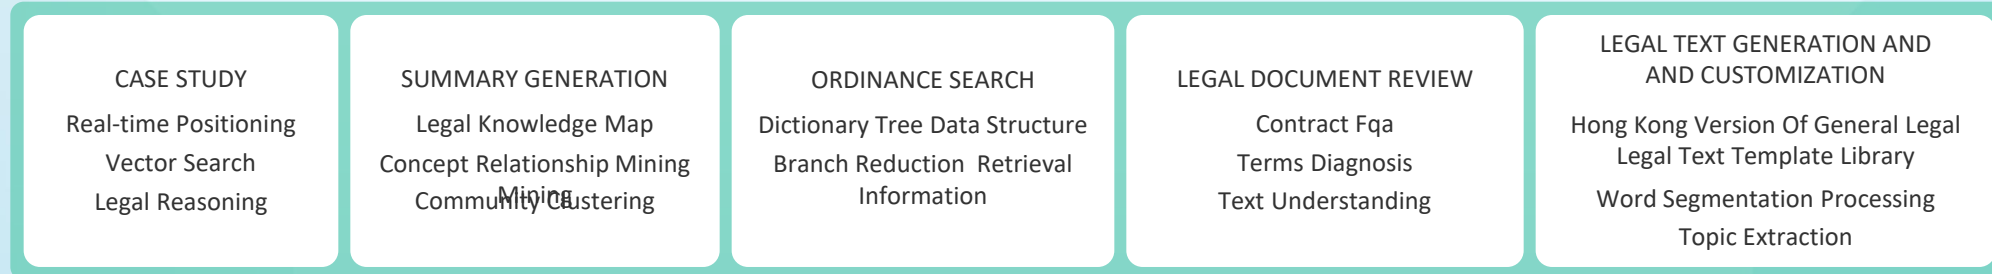 CASE STUDY
Real-time Positioning
Vector Search
Legal Reasoning
SUMMARY GENERATION
Legal Knowledge Map
Concept Relationship Mining
Mining
Community Clustering
ORDINANCE SEARCH
Dictionary Tree Data Structure
Branch Reduction  Retrieval
Information
LEGAL DOCUMENT REVIEW
Contract Fqa
Terms Diagnosis
Text Understanding
LEGAL TEXT GENERATION AND
AND CUSTOMIZATION
Hong Kong Version Of General Legal
Legal Text Template Library
Word Segmentation Processing
Topic Extraction